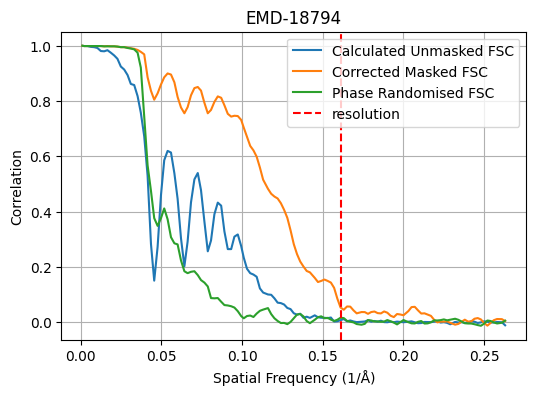 EMD-18794
Calculated Unmasked FSC
Corrected Masked FSC
Phase Randomised FSC
resolution
Correlation
1.0
0.8
0.6
0.4
0.2
0.0
0.00 0.05 0.10 0.15 0.20 0.25
Spatial Frequency (1/Å)